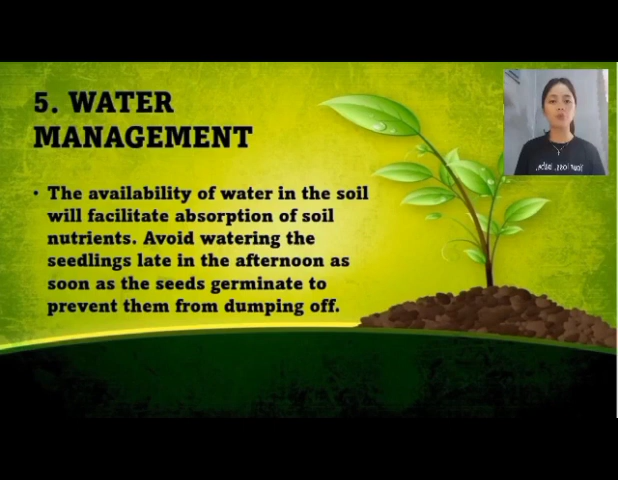 5. WATER
MANAGEMENT
• The availability of water in the soil
will facilitate absorption of soil
nutrients. Avoid watering the
seedlings late in the afternoon as
soon as the seeds germinate to
prevent them from dumping off.